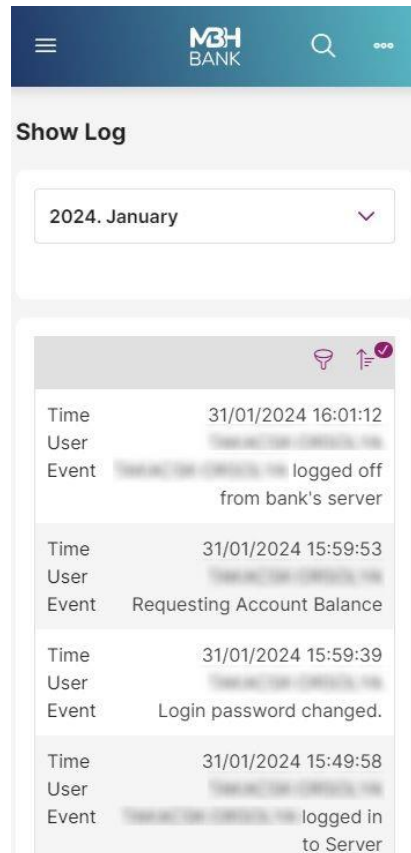 MBH
BANK
Show Log
2024. January
Time 31/01/2024 16:01:12
User
Event logged off
from bank's server
Time 31/01/2024 15:59:53
User
Event Requesting Account Balance
Time 31/01/2024 15:59:39
User
Event Login password changed.
Time 31/01/2024 15:49:58
User
Event logged in
to Server